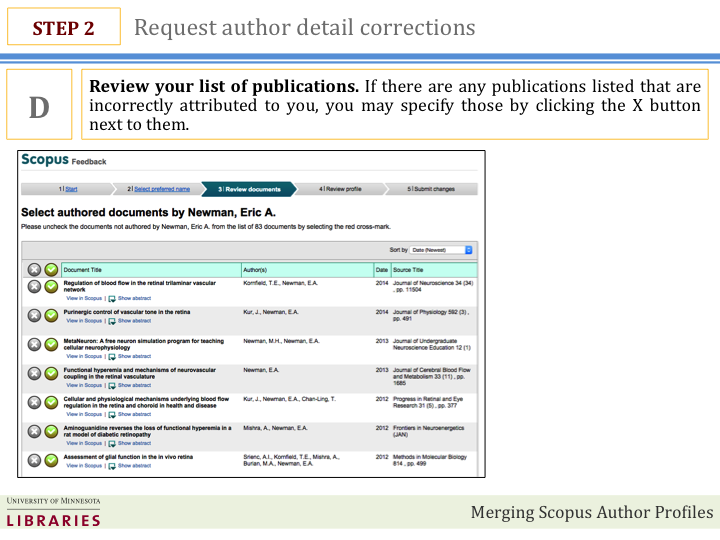 STEP 2
Request author detail corrections
D
Review your list of publications. If there are any publications listed that are
incorrectly attributed to you, you may specify those by clicking the X button
next to them.
Scopus Feedback
1| Start
2| Select preferred name
3| Review documents
4| Review profile
5| Submit changes
Select authored documents by Newman, Eric A.
Please uncheck the documents not authored by Newman, Eric A. from the list of 83 documents by selecting the red cross-mark.
Sort by Date (Newest)
Document Title Author(s) Date Source Title
Regulation of blood flow in the retinal trilaminar vascular Kornfield, T.E., Newman, E.A. 2014 Journal of Neuroscience 34 (34)
network , pp. 11504
View in Scopus | Show abstract
Purinergic control of vascular tone in the retina Kur, J., Newman, E.A. 2014 Journal of Physiology 592 (3) ,
pp. 491
View in Scopus | Show abstract
MetaNeuron: A free neuron simulation program for teaching Newman, M.H., Newman, E.A. 2013 Journal of Undergraduate
cellular neurophysiology Neuroscience Education 12 (1)
View in Scopus | Show abstract
Functional hyperemia and mechanisms of neurovascular Newman, E.A. 2013 Journal of Cerebral Blood Flow
coupling in the retinal vasculature and Metabolism 33 (11) , pp.
1685
View in Scopus | Show abstract
Cellular and physiological mechanisms underlying blood flow Kur, J., Newman, E.A., Chan-Ling, T. 2012 Progress in Retinal and Eye
regulation in the retina and choroid in health and disease Research 31 (5) , pp. 377
View in Scopus | Show abstract
Aminoguanidine reverses the loss of functional hyperemia in a Mishra, A., Newman, E.A. 2012 Frontiers in Neuroenergetics
rat model of diabetic retinopathy (JAN)
View in Scopus | Show abstract
Assessment of glial function in the in vivo retina Srienc, A.I., Kornfield, T.E., Mishra, A., 2012 Methods in Molecular Biology
Burian, M.A., Newman, E.A. 814 , pp. 499
View in Scopus | Show abstract
UNIVERSITY OF MINNESOTA
LIBRARIES
Merging Scopus Author Profiles